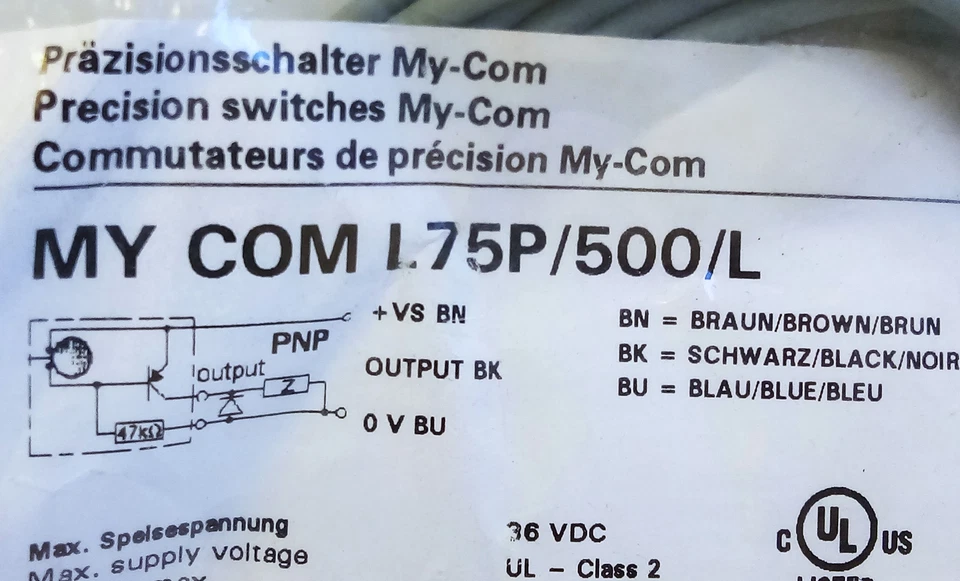 Präzisionsschalter My-Com
Precision switches My-Com
Commutateurs de précision My-Com
MY COM L75P/500/L
+VS BN
PNP
output
Z
OUTPUT BK
47kΩ
0 V BU
BN = BRAUN/BROWN/BRUN
BK = SCHWARZ/BLACK/NOIR
BU = BLAU/BLUE/BLEU
Max. Speisespannung
Max. supply voltage
36 VDC
UL - Class 2
C UL US
LISTED